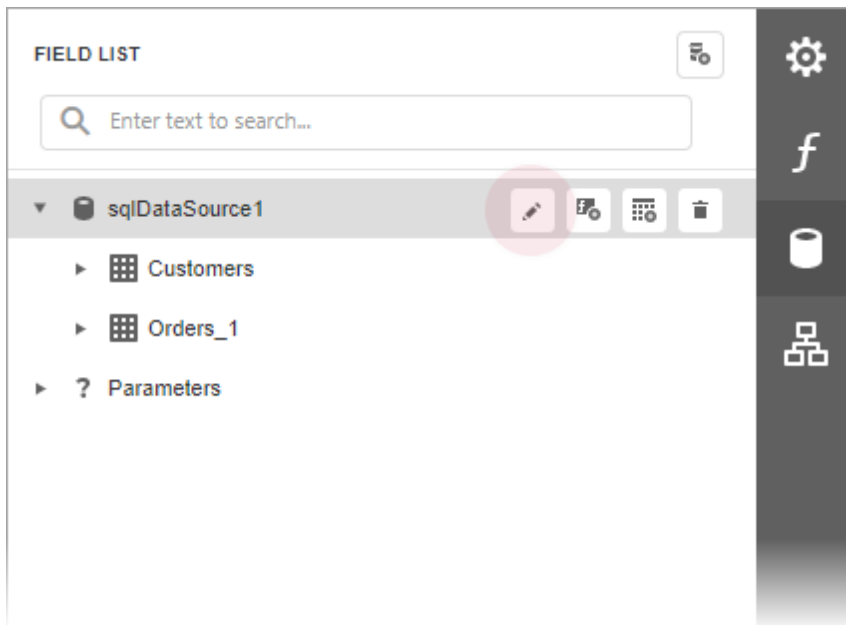 FIELD LIST
Enter text to search...
sqlDataSource1
Customers
Orders_1
? Parameters